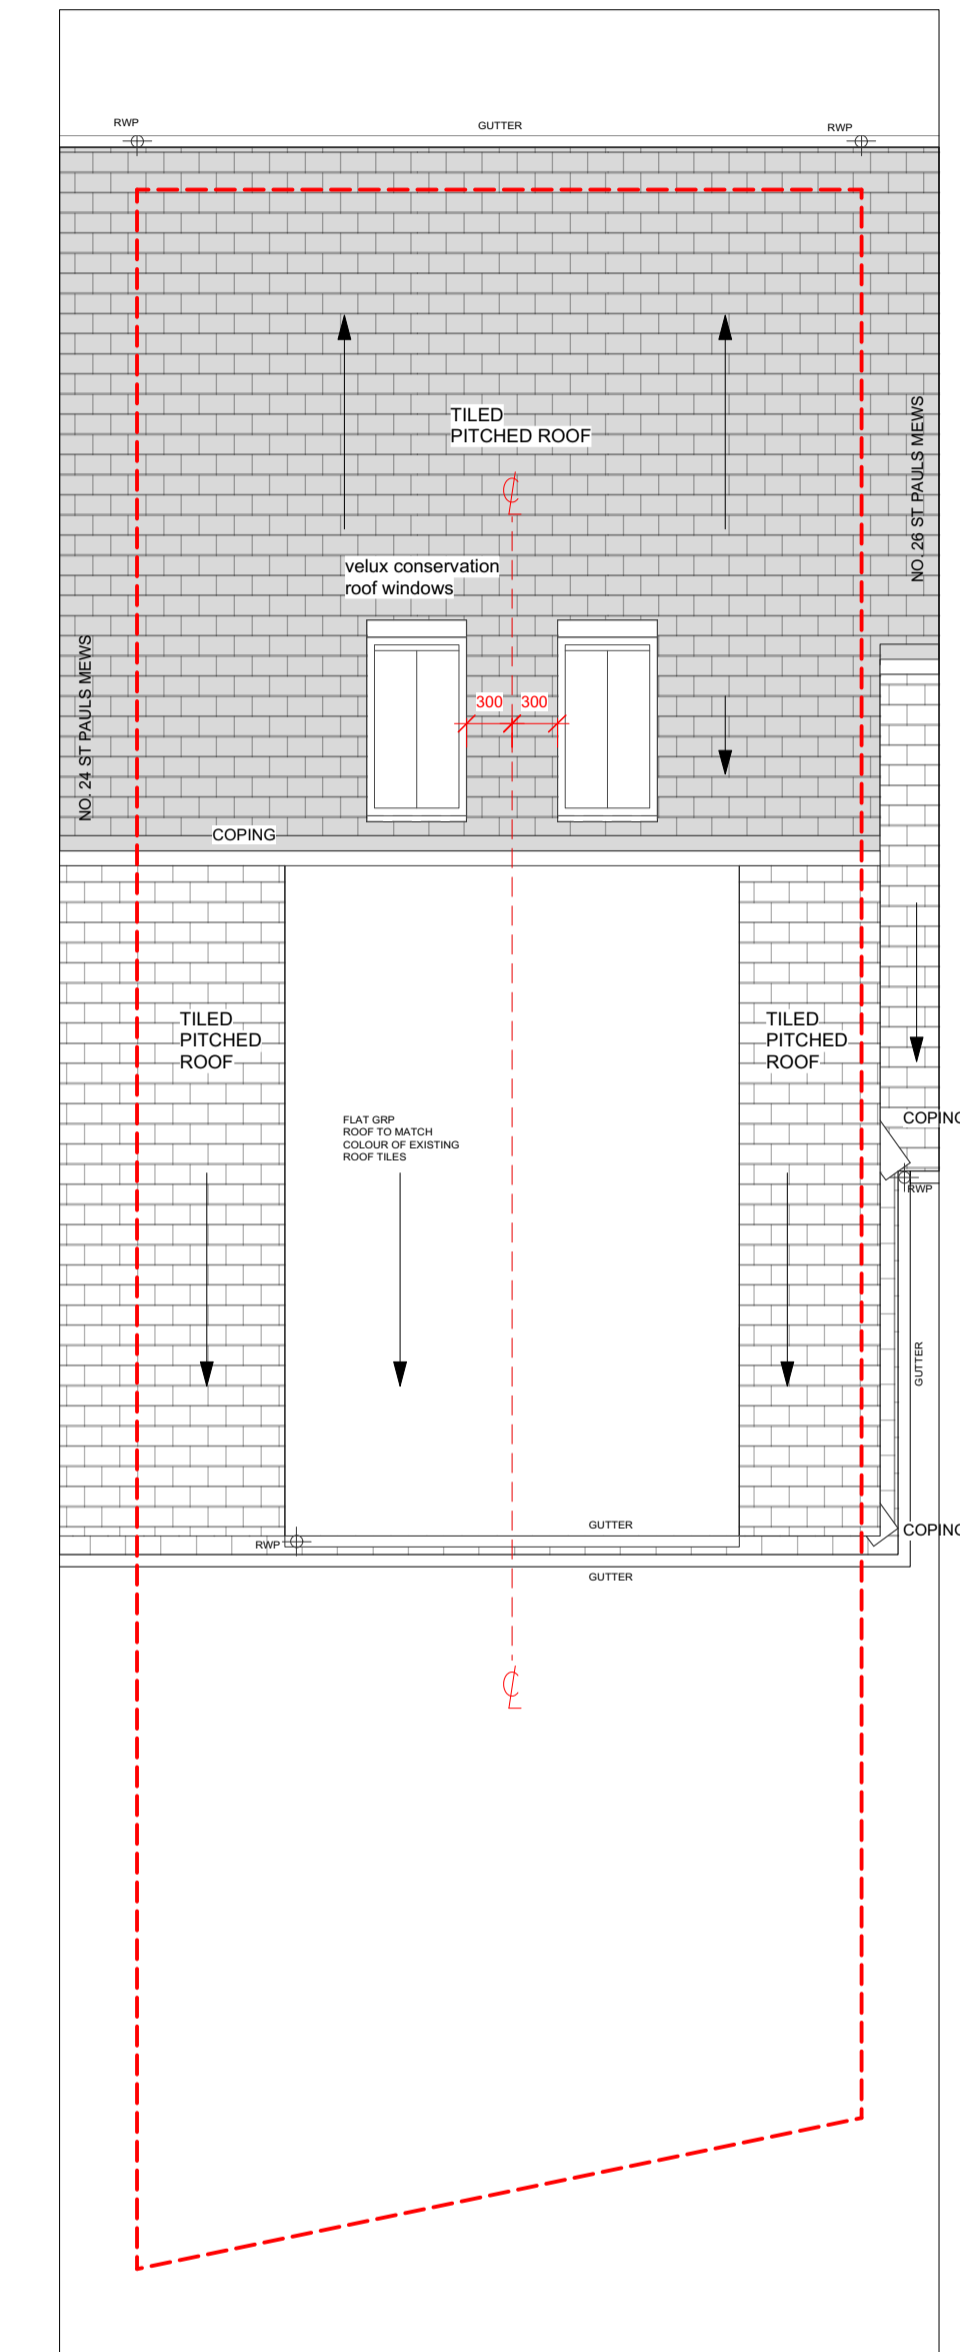 RWP
GUTTER
RWP
TILED
PITCHED ROOF
NO. 26 ST PAULS MEWS
℄
velux conservation
roof windows
NO. 24 ST PAULS MEWS
300
300
COPING
TILED
PITCHED
ROOF
TILED
PITCHED
ROOF
FLAT GRP
ROOF TO MATCH
COLOUR OF EXISTING
ROOF TILES
COPING
RWP
GUTTER
GUTTER
COPING
RWP
GUTTER
℄